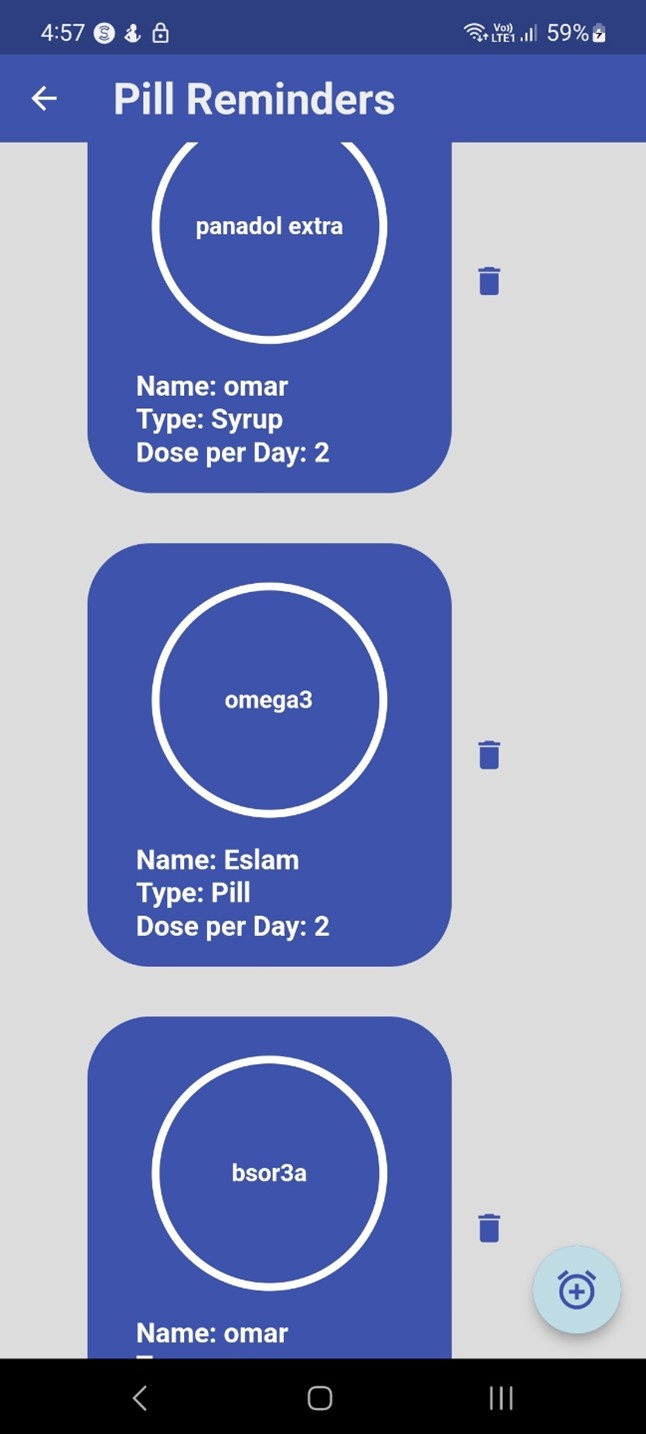 4:57
Vo))
LTE1
59%
Pill Reminders
panadol extra
Name: omar
Type: Syrup
Dose per Day: 2
omega3
Name: Eslam
Type: Pill
Dose per Day: 2
bsor3a
Name: omar